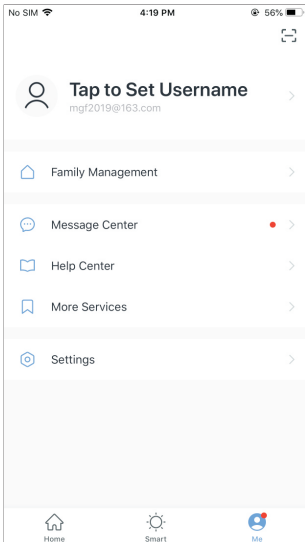 No SIM 4:19 PM 56%
Tap to Set Username
mgf2019@163.com
Family Management
Message Center
Help Center
More Services
Settings
Home Smart Me